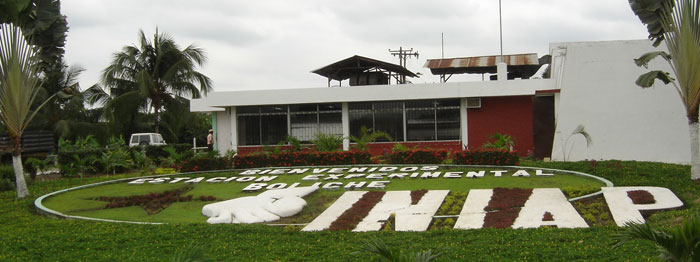 BIENVENIDOS
ESTACION EXPERIMENTAL
BOLICHE
INIAP